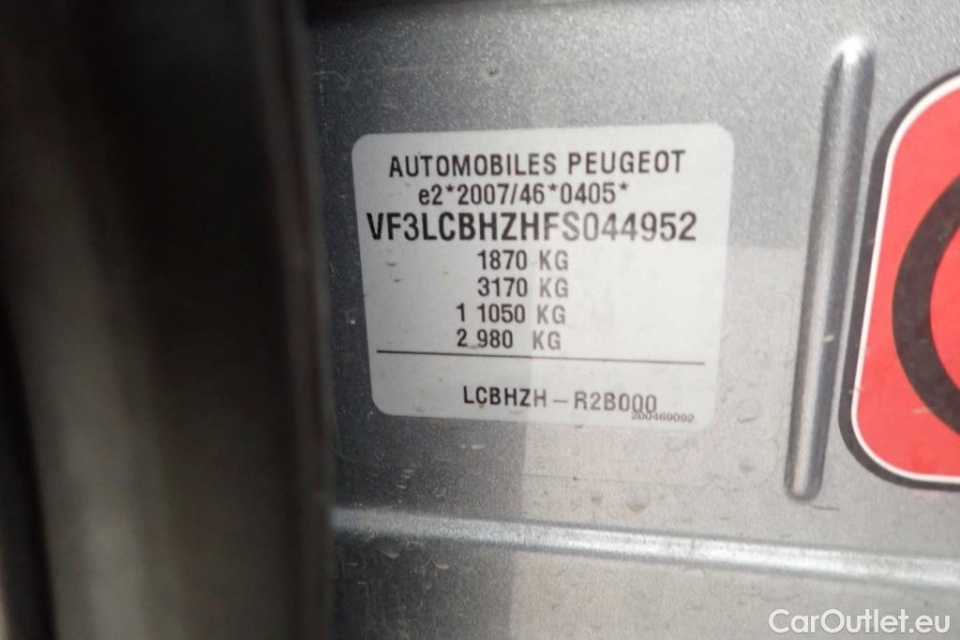 AUTOMOBILES PEUGEOT
e2*2007/46*0405*
VF3LCBHZHFS044952
1870 KG
3170 KG
1 1050 KG
2 980 KG
LCBHZH - R2B000
200469092
CarOutlet.eu